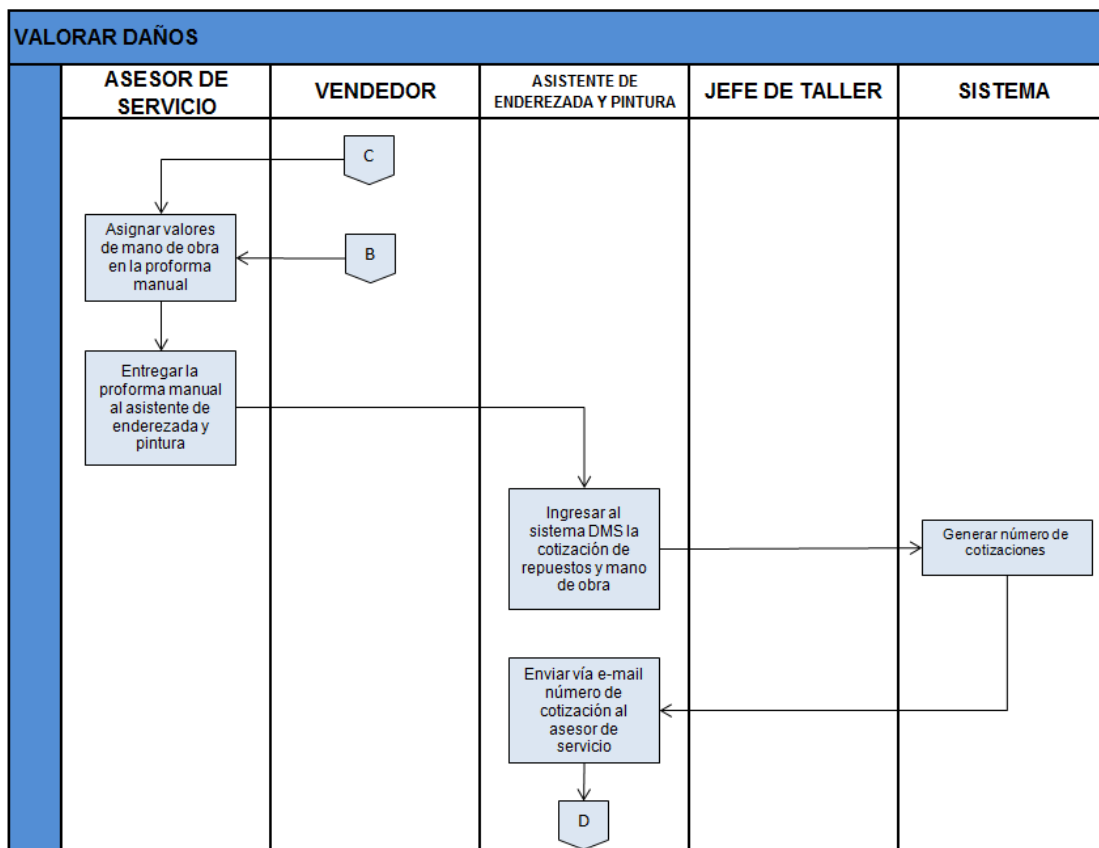 VALORAR DAÑOS
ASESOR DE
SERVICIO
VENDEDOR
ASISTENTE DE
ENDEREZADA Y PINTURA
JEFE DE TALLER
SISTEMA
C
Asignar valores
de mano de obra
en la proforma
manual
B
Entregar la
proforma manual
al asistente de
enderezada y
pintura
Ingresar al
sistema DMS la
cotización de
repuestos y mano
de obra
Generar número de
cotizaciones
Enviar vía e-mail
número de
cotización al
asesor de
servicio
D